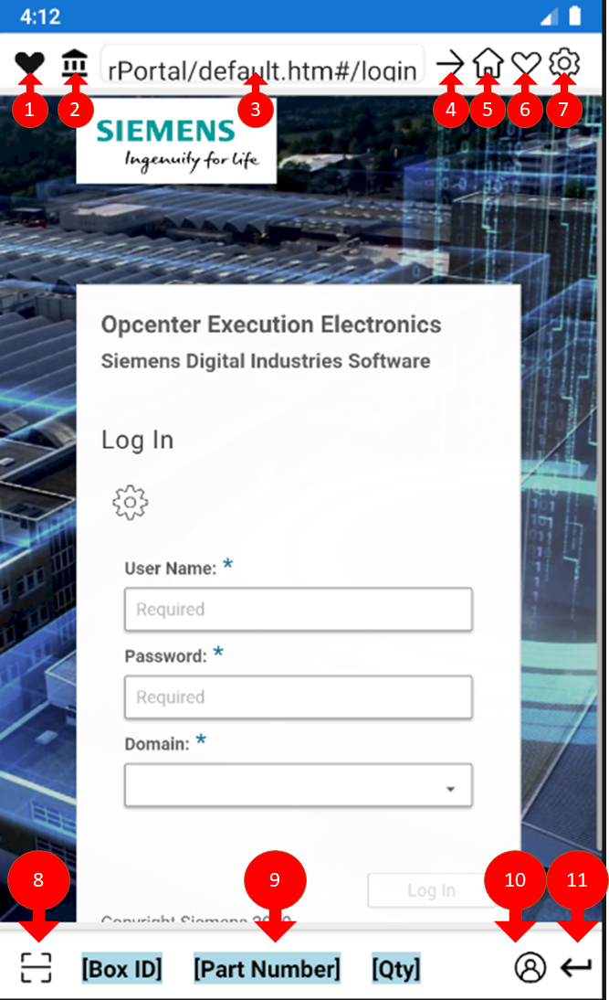 4:12
rPortal/default.htm#/login
1 2 3 4 5 6 7
SIEMENS
Ingenuity for life
Opcenter Execution Electronics
Siemens Digital Industries Software
Log In
User Name: *
Required
Password: *
Required
Domain: *
8 9 10 11
Log In
Copyright Siemens
[Box ID] [Part Number] [Qty]